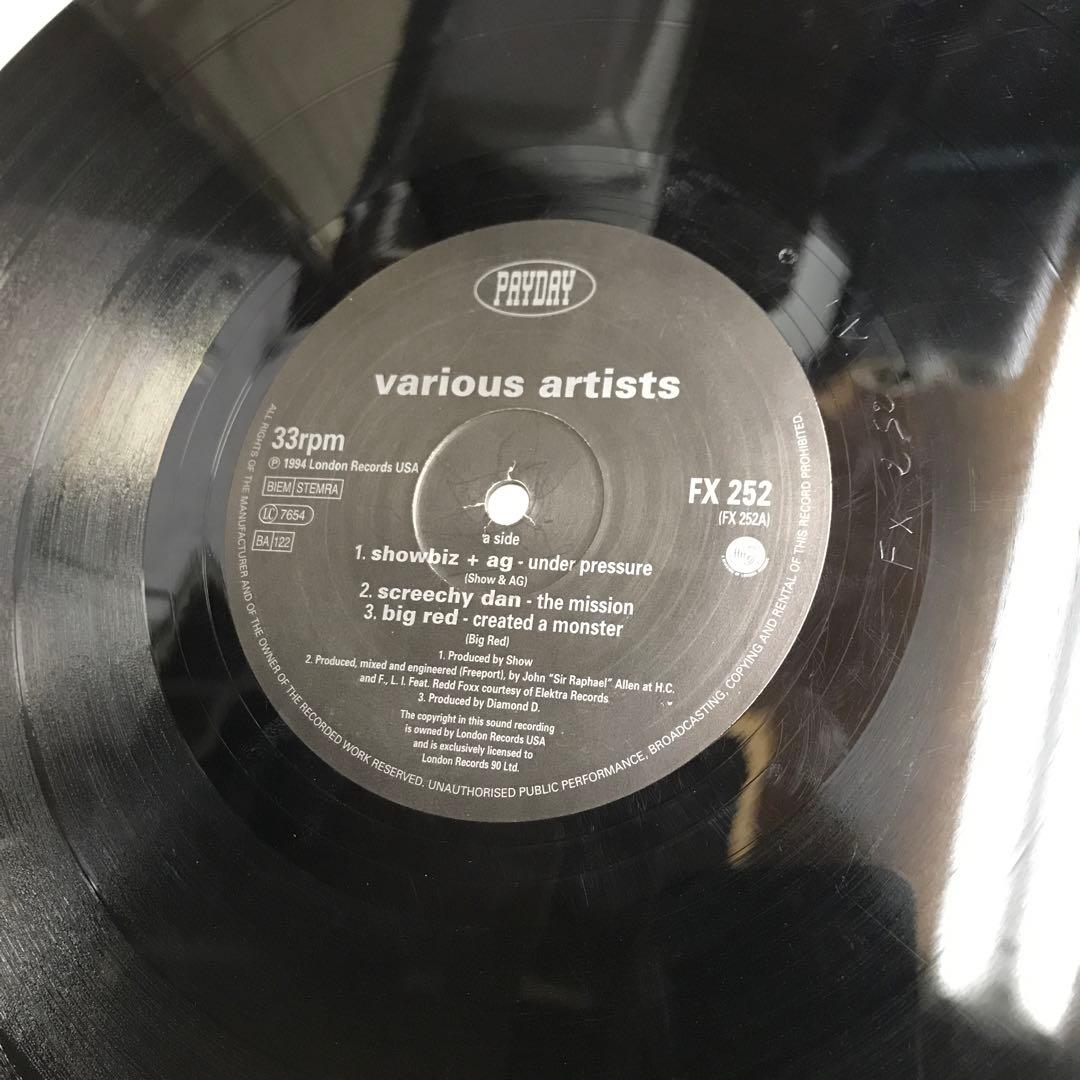 PAYDAY
various artists
33rpm
℗ 1994 London Records USA
BIEM STEMRA
LC 7654
BA 122
FX 252
(FX 252A)
a side
1. showbiz + ag - under pressure
(Show & AG)
2. screechy dan - the mission
3. big red - created a monster
(Big Red)
1. Produced by Show
2. Produced, mixed and engineered (Freeport), by John "Sir Raphael" Allen at H.C.
and F., L. I. Feat. Redd Foxx courtesy of Elektra Records
3. Produced by Diamond D.
The copyright in this sound recording
is owned by London Records USA
and is exclusively licensed to
London Records 90 Ltd.
ALL RIGHTS OF THE MANUFACTURER AND OF THE OWNER OF THE RECORDED WORK RESERVED. UNAUTHORISED PUBLIC PERFORMANCE, BROADCASTING, COPYING AND RENTAL OF THIS RECORD PROHIBITED.
FX 252